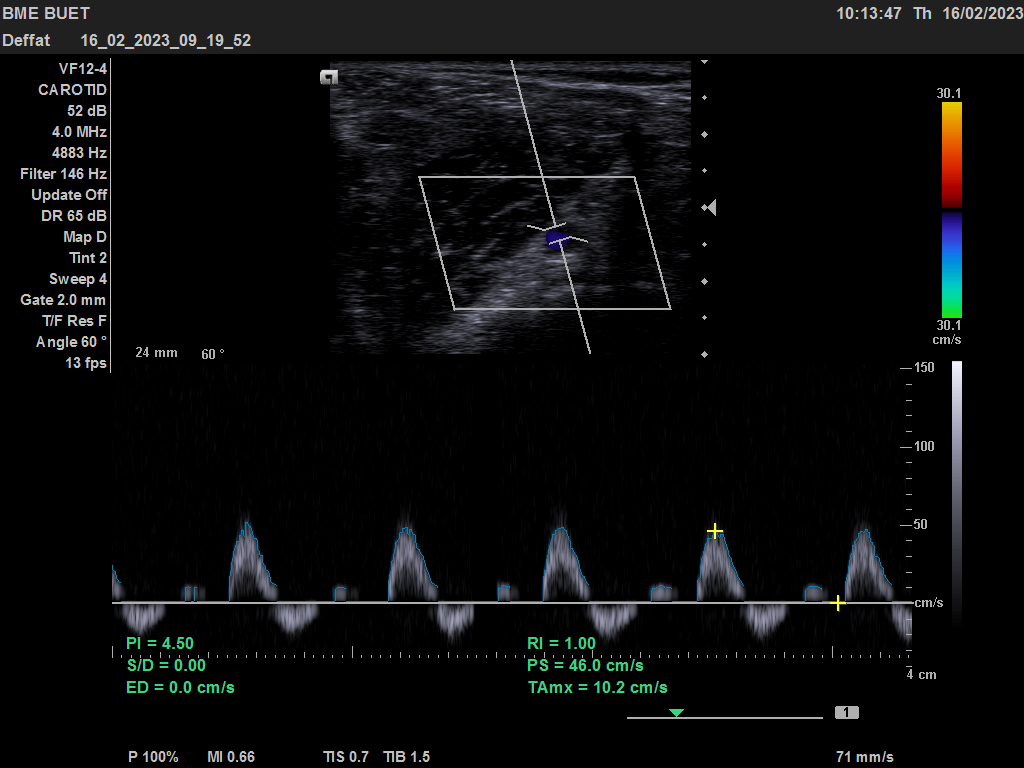 BME BUET
10:13:47 Th 16/02/2023
Deffat 16_02_2023_09_19_52
VF12-4
CAROTID
52 dB
4.0 MHz
4883 Hz
Filter 146 Hz
Update Off
DR 65 dB
Map D
Tint 2
Sweep 4
Gate 2.0 mm
T/F Res F
Angle 60 °
13 fps
24 mm 60 °
30.1
30.1
cm/s
150
100
50
cm/s
4 cm
PI = 4.50
S/D = 0.00
ED = 0.0 cm/s
RI = 1.00
PS = 46.0 cm/s
TAmx = 10.2 cm/s
1
P 100% MI 0.66 TIS 0.7 TIB 1.5 71 mm/s